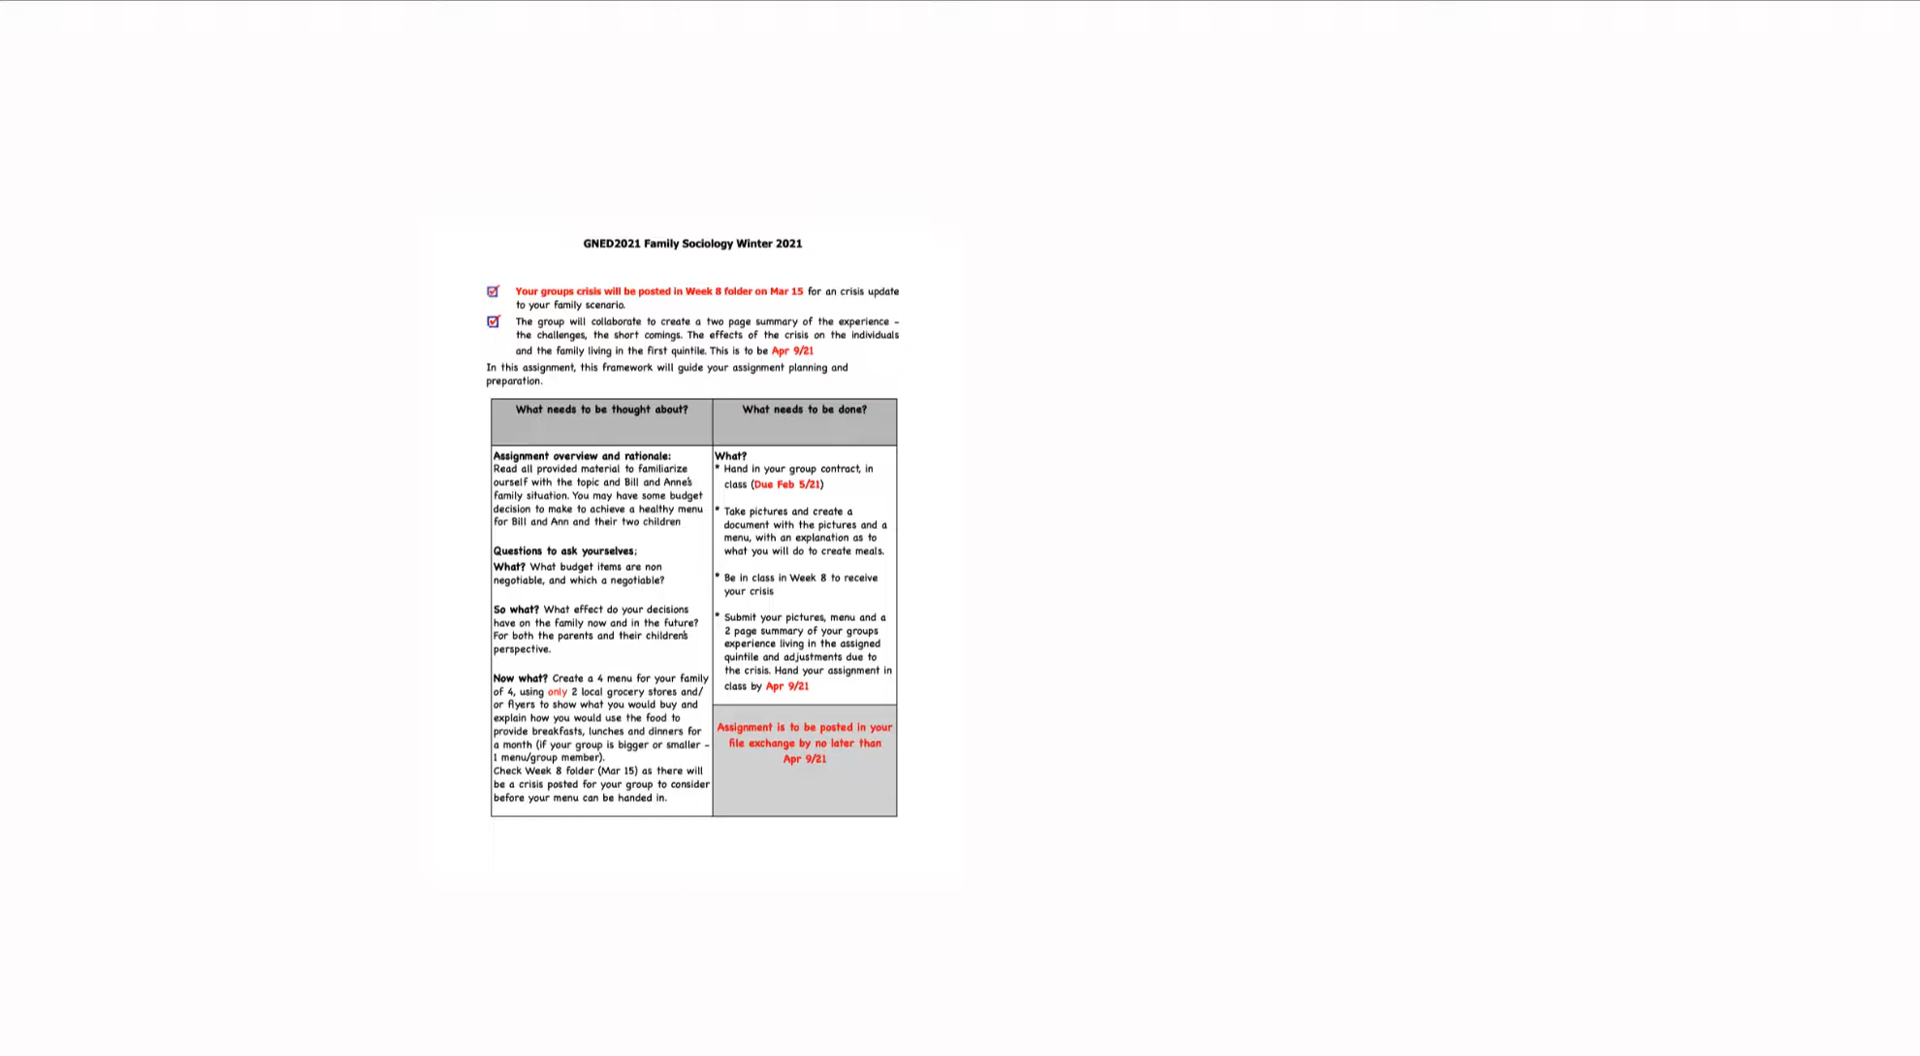 GNED2021 Family Sociology Winter 2021
Your groups crisis will be posted in Week 8 folder on Mar 15 for an crisis update
to your family scenario.
The group will collaborate to create a two page summary of the experience –
the challenges, the short comings. The effects of the crisis on the individuals
and the family living in the first quintile. This is to be Apr 9/21
In this assignment, this framework will guide your assignment planning and
preparation.
What needs to be thought about?
What needs to be done?
Assignment overview and rationale:
Read all provided material to familiarize
ourself with the topic and Bill and Anne's
family situation. You may have some budget
decision to make to achieve a healthy menu
for Bill and Ann and their two children
Questions to ask yourselves;
What? What budget items are non
negotiable, and which a negotiable?
So what? What effect do your decisions
have on the family now and in the future?
For both the parents and their children's
perspective.
Now what? Create a 4 menu for your family
of 4, using only 2 local grocery stores and/
or flyers to show what you would buy and
explain how you would use the food to
provide breakfasts, lunches and dinners for
a month (if your group is bigger or smaller –
1 menu/group member).
Check Week 8 folder (Mar 15) as there will
be a crisis posted for your group to consider
before your menu can be handed in.
What?
* Hand in your group contract, in
class (Due Feb 5/21)
* Take pictures and create a
document with the pictures and a
menu, with an explanation as to
what you will do to create meals.
* Be in class in Week 8 to receive
your crisis
* Submit your pictures, menu and a
2 page summary of your groups
experience living in the assigned
quintile and adjustments due to
the crisis. Hand your assignment in
class by Apr 9/21
Assignment is to be posted in your
file exchange by no later than
Apr 9/21